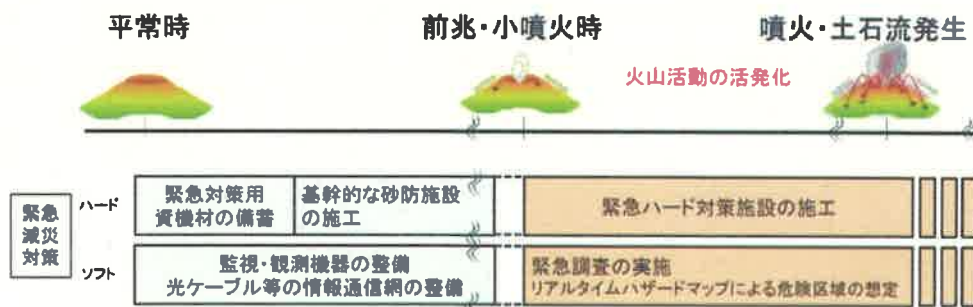 平常時
前兆・小噴火時
噴火・土石流発生
火山活動の活発化
緊急
減災
対策
ハード
緊急対策用
資機材の備蓄
基幹的な砂防施設
の施工
緊急ハード対策施設の施工
ソフト
監視・観測機器の整備
光ケーブル等の情報通信網の整備
緊急調査の実施
リアルタイムハザードマップによる危険区域の想定